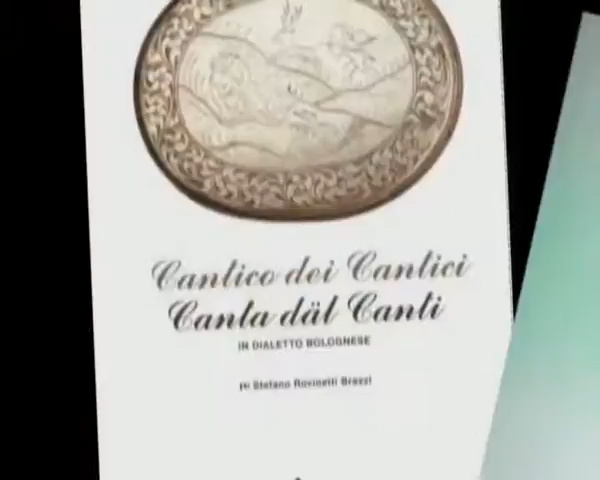 Cantico dei Cantici
Canta däl Canti
IN DIALETTO BOLOGNESE
Stefano Rovinetti Brazzi